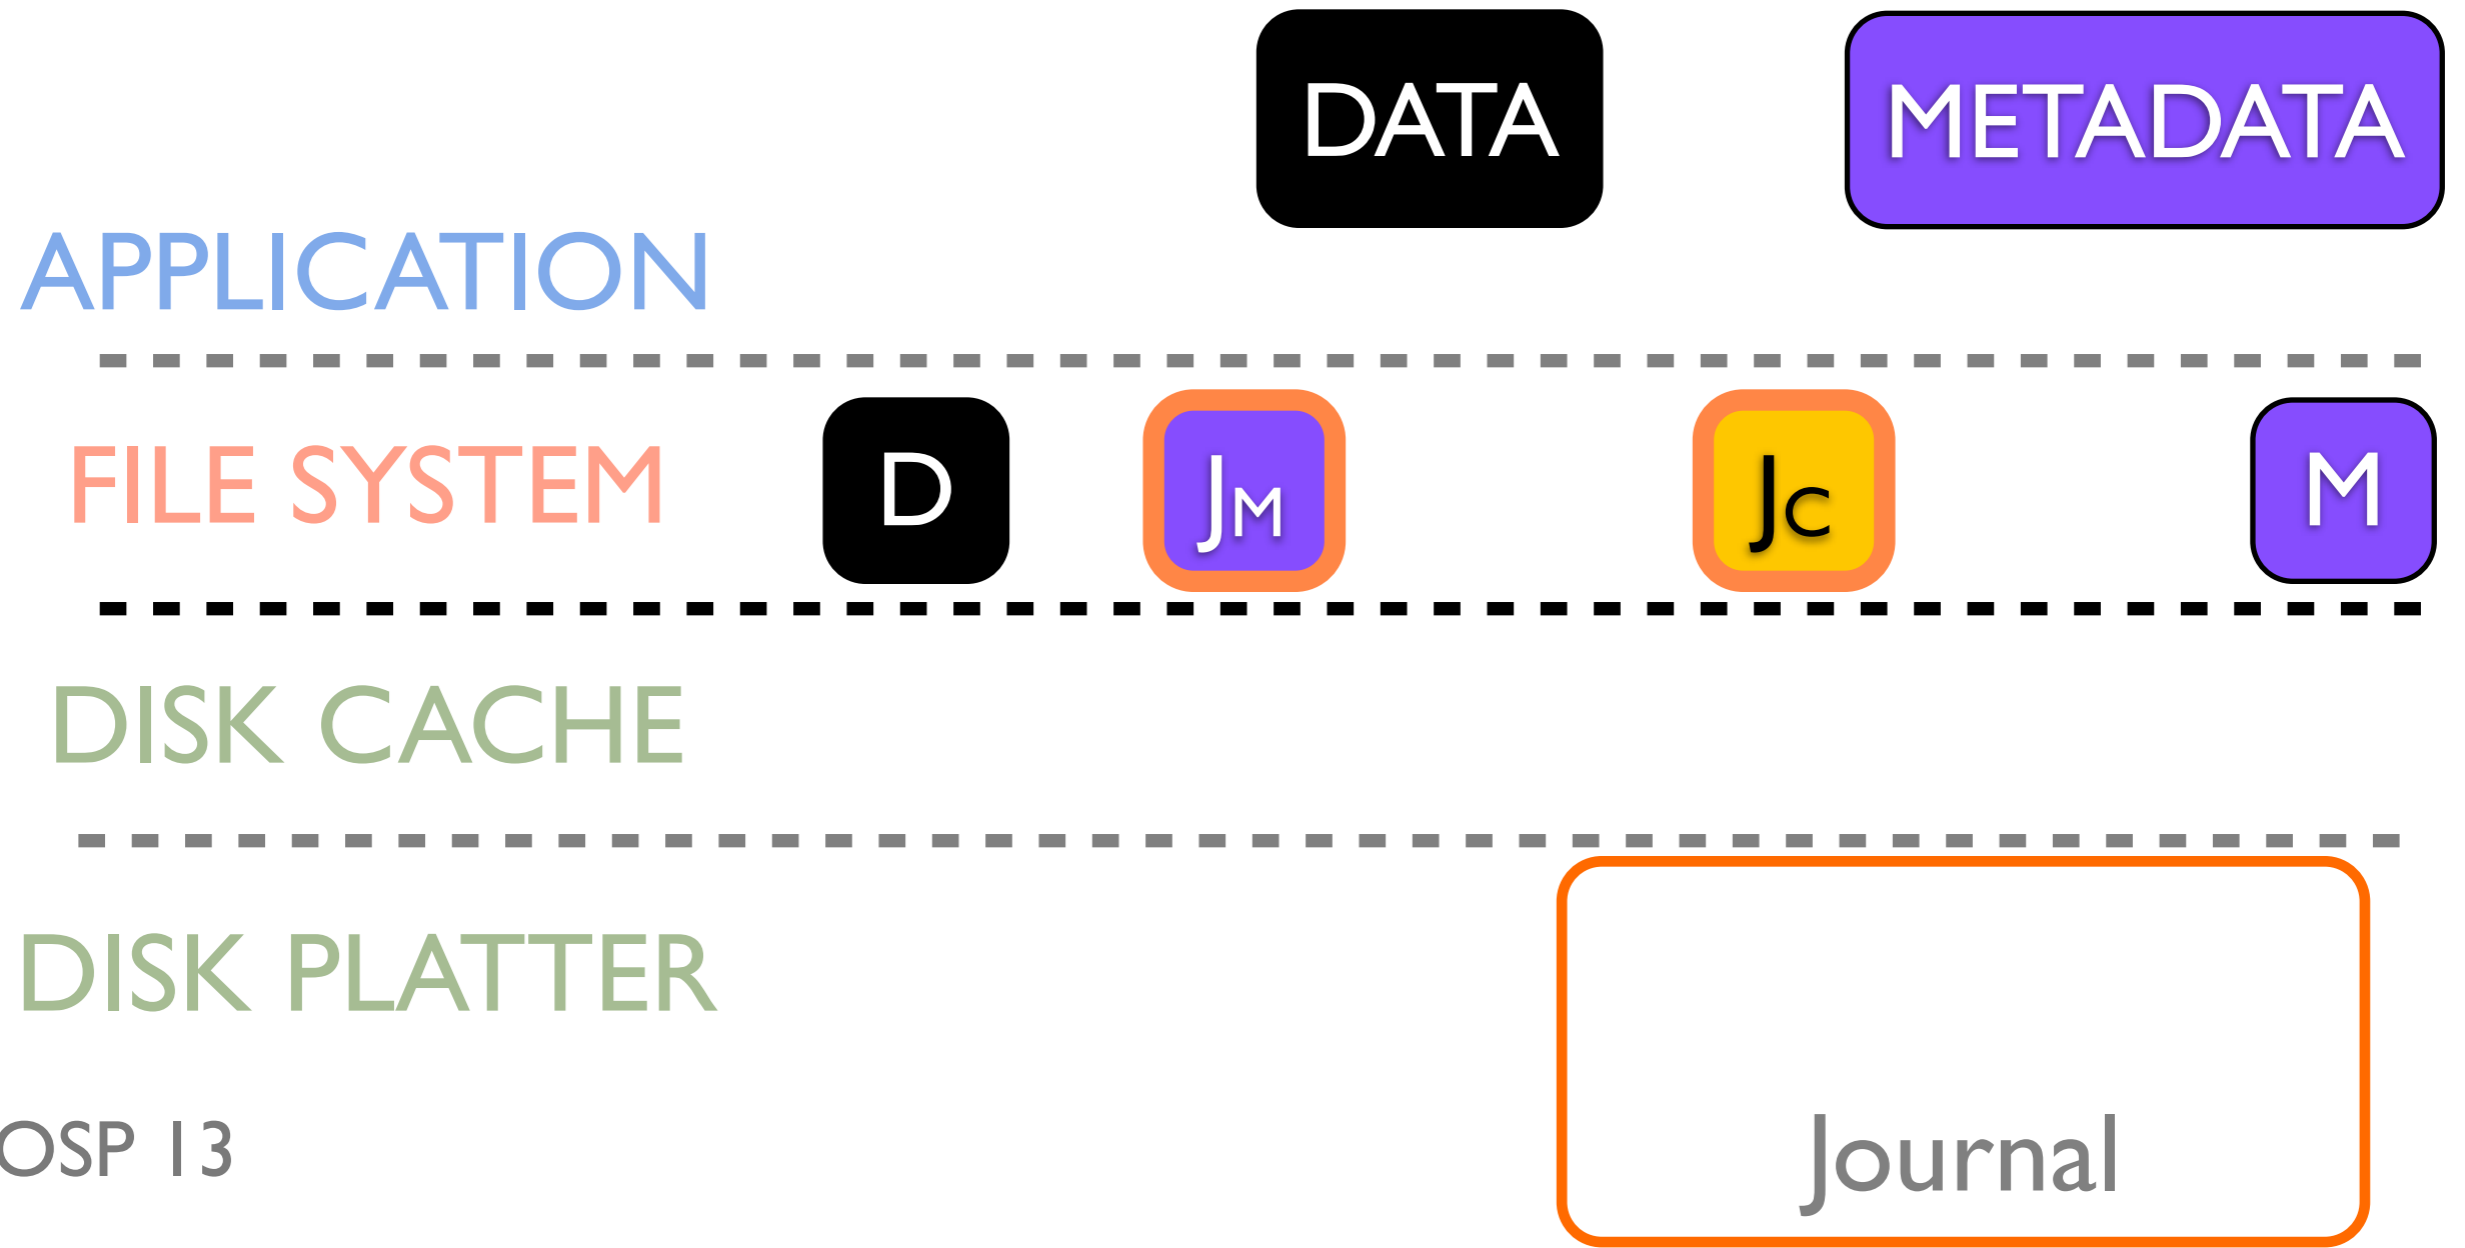 DATA
METADATA
APPLICATION
FILE SYSTEM
D
JM
JC
M
DISK CACHE
DISK PLATTER
OSP 13
Journal